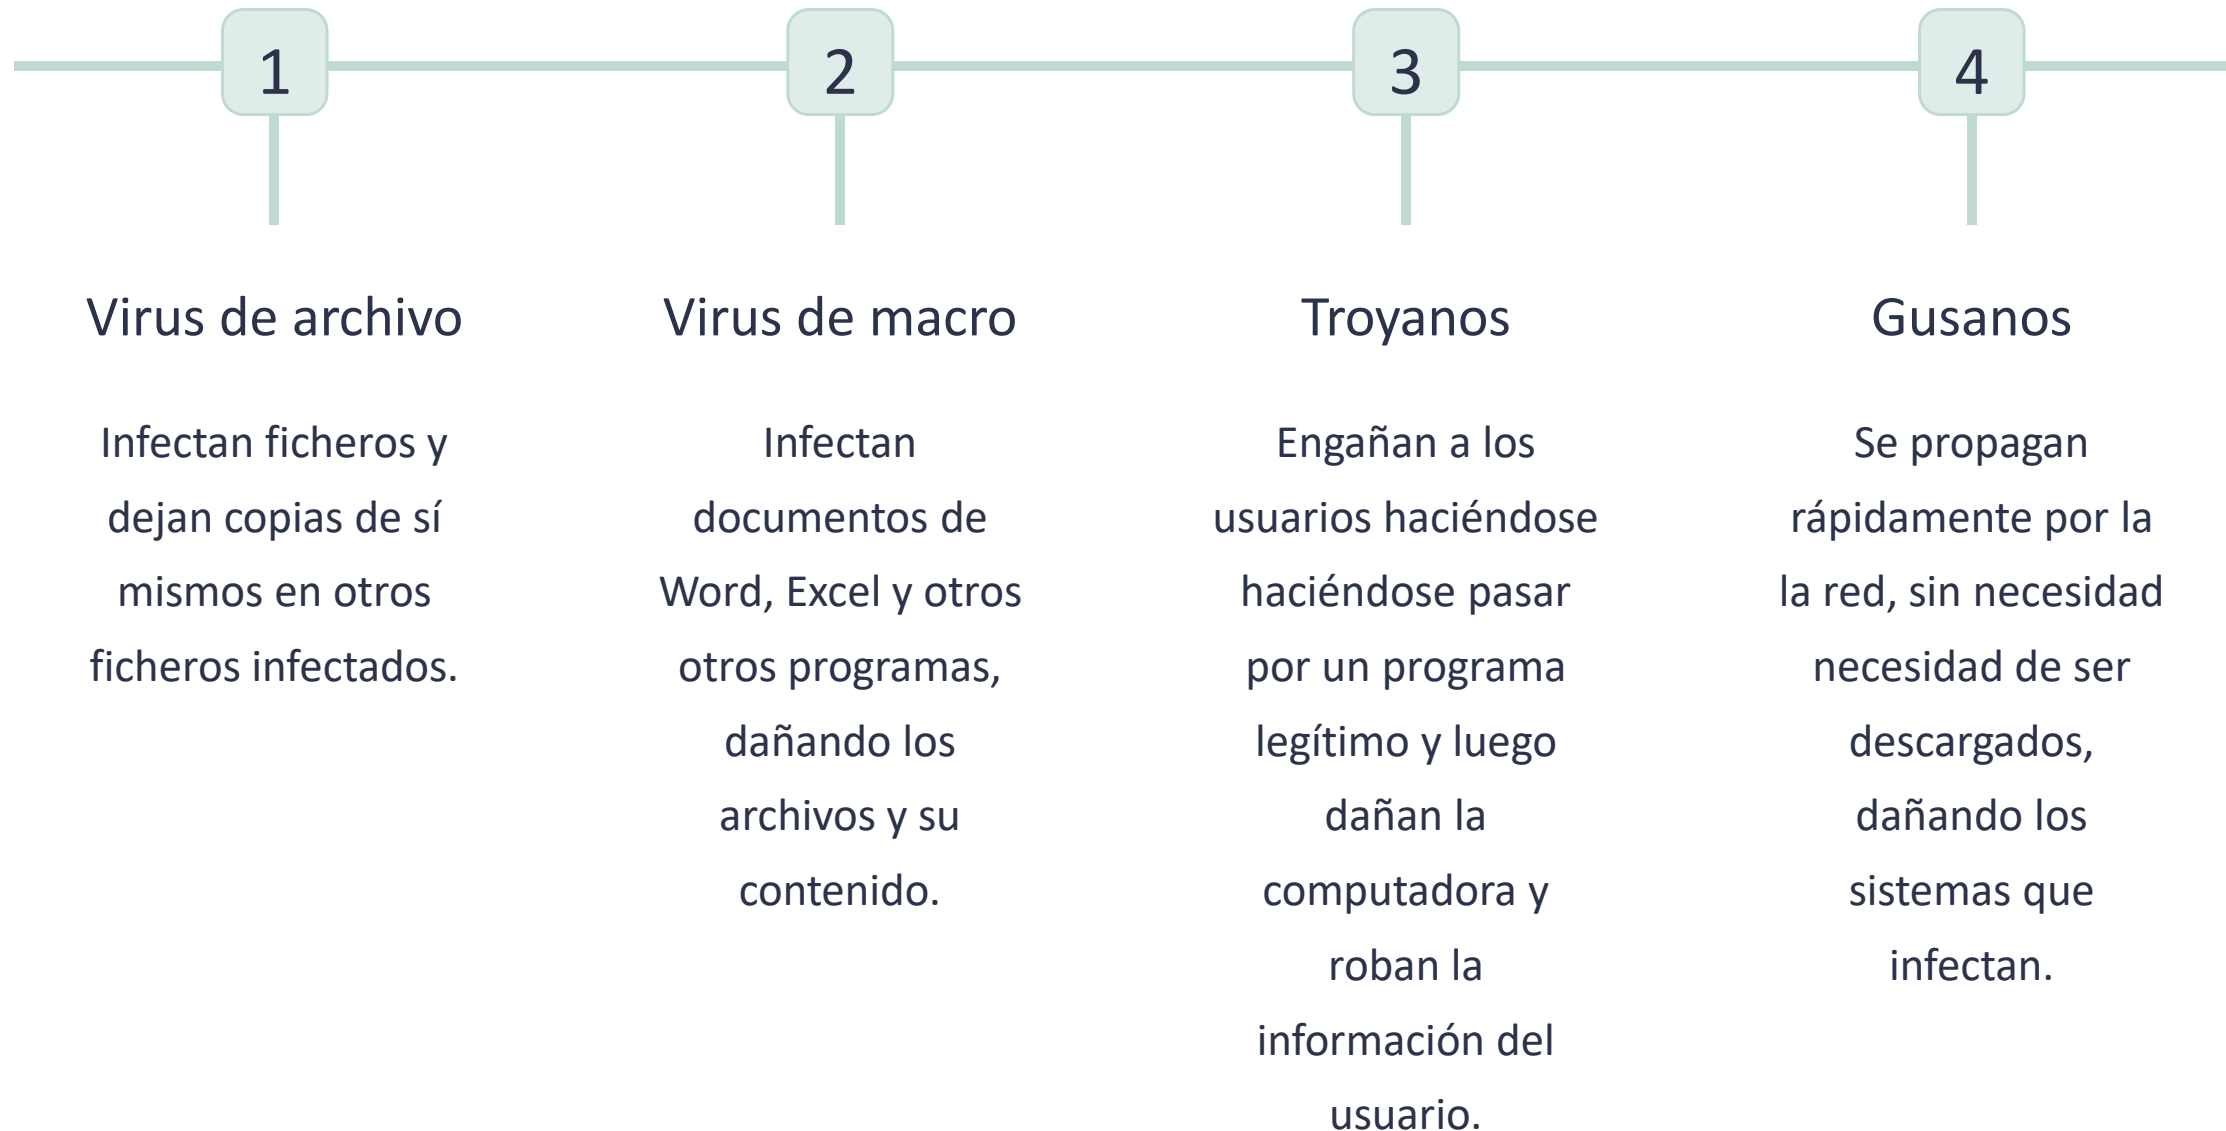 1
2
3
4
Virus de archivo
Infectan ficheros y
dejan copias de sí
mismos en otros
ficheros infectados.
Virus de macro
Infectan
documentos de
Word, Excel y otros
otros programas,
dañando los
archivos y su
contenido.
Troyanos
Engañan a los
usuarios haciéndose
haciéndose pasar
por un programa
legítimo y luego
dañan la
computadora y
roban la
información del
usuario.
Gusanos
Se propagan
rápidamente por la
la red, sin necesidad
necesidad de ser
descargados,
dañando los
sistemas que
infectan.